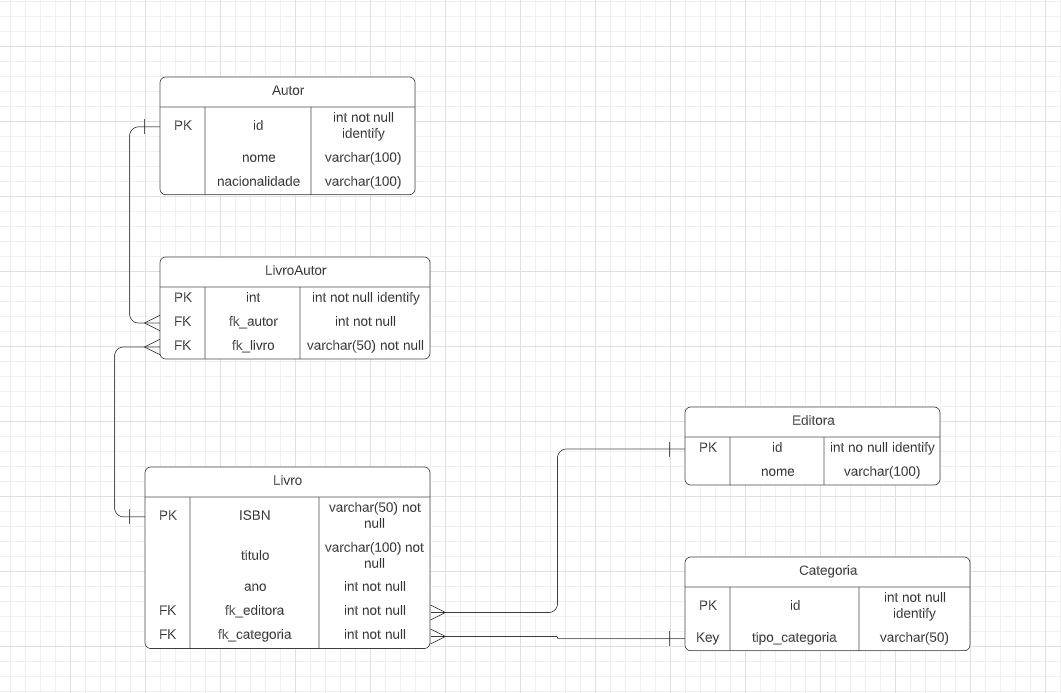 Autor
PK id int not null
identify
nome varchar(100)
nacionalidade varchar(100)
LivroAutor
PK int int not null identify
FK fk_autor int not null
FK fk_livro varchar(50) not null
Editora
PK id int no null identify
nome varchar(100)
Livro
PK ISBN varchar(50) not
null
titulo varchar(100) not
null
ano int not null
FK fk_editora int not null
FK fk_categoria int not null
Categoria
PK id int not null
identify
Key tipo_categoria varchar(50)